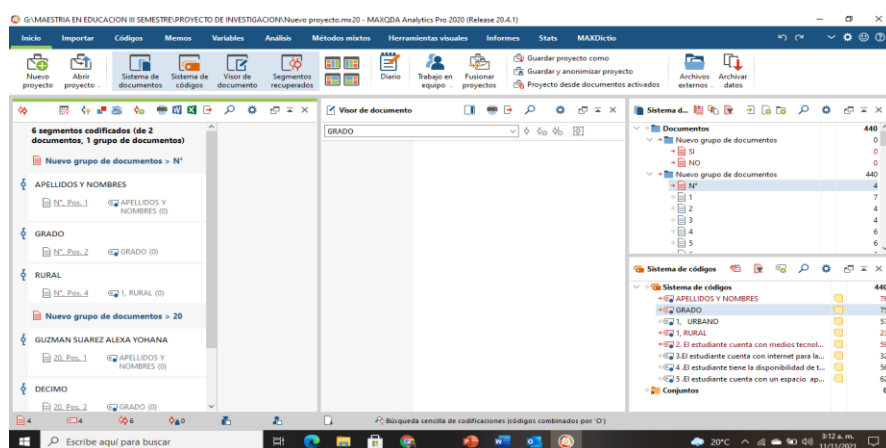 G:\MAESTRIA EN EDUCACION III SEMESTRE\PROYECTO DE INVESTIGACION\Nuevo proyecto.mx20 - MAXQDA Analytics Pro 2020 (Release 20.4.1)
Inicio Importar Códigos Memos Variables Análisis Métodos mixtos Herramientas visuales Informes Stats MAXDictio
Nuevo proyecto
Abrir proyecto
Sistema de documentos
Sistema de códigos
Visor de documento
Segmentos recuperados
Diario
Trabajo en equipo
Fusionar proyectos
Guardar proyecto como
Guardar y anonimizar proyecto
Proyecto desde documentos activados
Archivos externos
Archivar datos
6 segmentos codificados (de 2
documentos, 1 grupo de documentos)
Nuevo grupo de documentos > N°
APELLIDOS Y NOMBRES
N°. Pos. 1 APELLIDOS Y
NOMBRES (0)
GRADO
N°. Pos. 2 GRADO (0)
RURAL
N°. Pos. 4 1, RURAL (0)
Nuevo grupo de documentos > 20
GUZMAN SUAREZ ALEXA YOHANA
20. Pos. 1 APELLIDOS Y
NOMBRES (0)
DECIMO
20. Pos. 2 GRADO (0)
Visor de documento
GRADO
Sistema d...
Documentos 440
Nuevo grupo de documentos 0
SI 0
NO 0
Nuevo grupo de documentos 440
N° 4
1 7
2 4
3 4
4 6
5 6
Sistema de códigos
Sistema de códigos 440
APELLIDOS Y NOMBRES 76
GRADO 75
1, URBANO 57
1, RURAL 23
2. El estudiante cuenta con medios tecnol... 59
3.El estudiante cuenta con internet para la... 32
4 .El estudiante tiene la disponibilidad de t... 56
5 .El estudiante cuenta con un espacio ap... 62
Conjuntos 0
4 4 6 0 Búsqueda sencilla de codificaciones (códigos combinados por 'O')
Escribe aquí para buscar
20°C
3:12 a. m.
11/11/2021